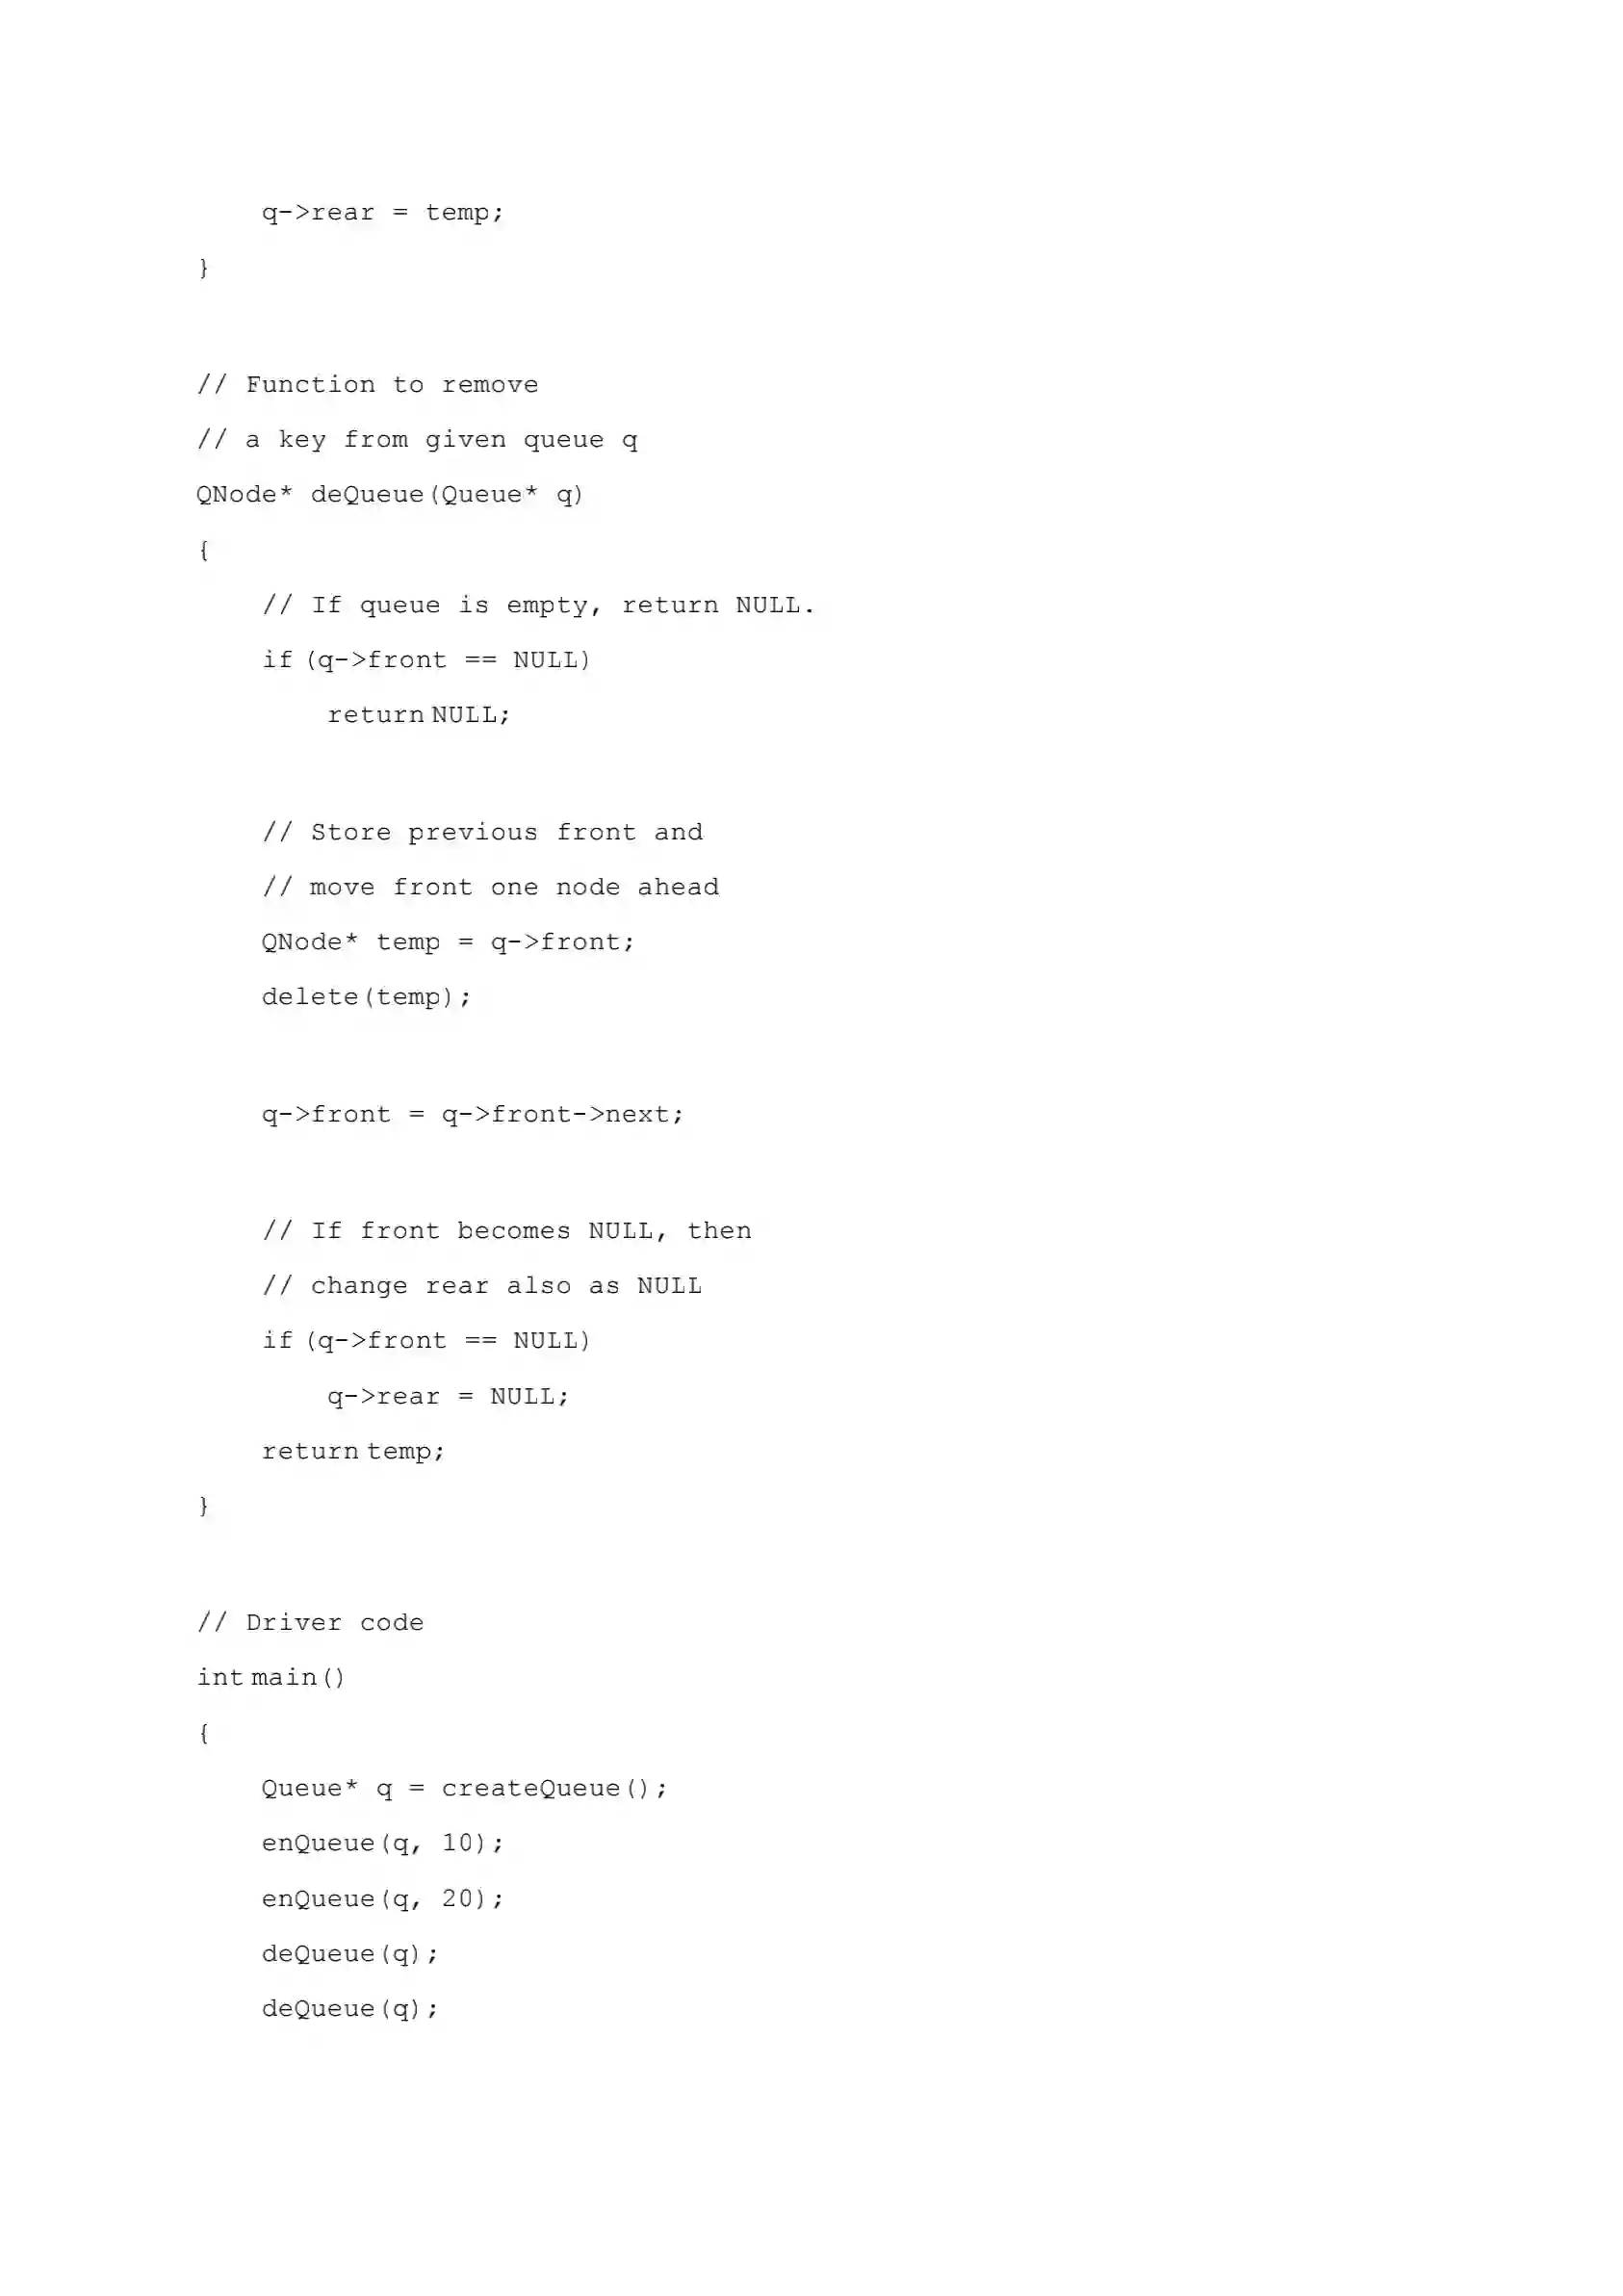 q->rear = temp;
}
// Function to remove
// a key from given queue q
QNode* deQueue(Queue* q)
{
// If queue is empty, return NULL.
if (q->front == NULL)
return NULL;
// Store previous front and
// move front one node ahead
QNode* temp = q->front;
delete(temp);
q->front = q->front->next;
// If front becomes NULL, then
// change rear also as NULL
if (q->front == NULL)
q->rear = NULL;
return temp;
}
// Driver code
int main()
{
Queue* q = createQueue();
enQueue(q, 10);
enQueue(q, 20);
deQueue(q);
deQueue(q);